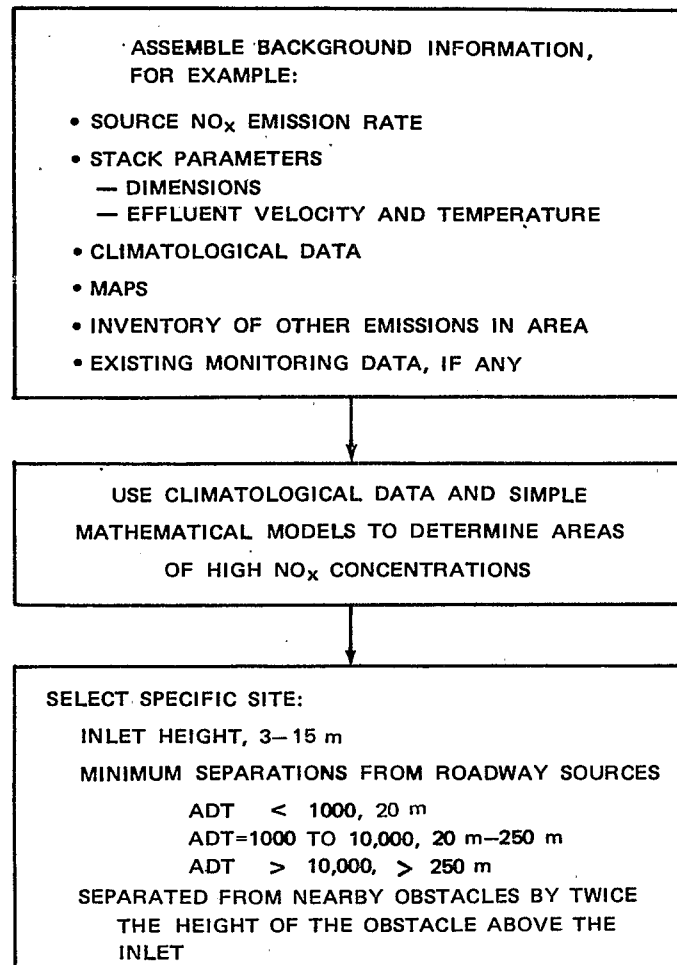 ASSEMBLE BACKGROUND INFORMATION,
FOR EXAMPLE:
• SOURCE NOx EMISSION RATE
• STACK PARAMETERS
— DIMENSIONS
— EFFLUENT VELOCITY AND TEMPERATURE
• CLIMATOLOGICAL DATA
• MAPS
• INVENTORY OF OTHER EMISSIONS IN AREA
• EXISTING MONITORING DATA, IF ANY
USE CLIMATOLOGICAL DATA AND SIMPLE
MATHEMATICAL MODELS TO DETERMINE AREAS
OF HIGH NOx CONCENTRATIONS
SELECT SPECIFIC SITE:
INLET HEIGHT, 3–15 m
MINIMUM SEPARATIONS FROM ROADWAY SOURCES
ADT < 1000, 20 m
ADT=1000 TO 10,000, 20 m–250 m
ADT > 10,000, > 250 m
SEPARATED FROM NEARBY OBSTACLES BY TWICE
THE HEIGHT OF THE OBSTACLE ABOVE THE
INLET